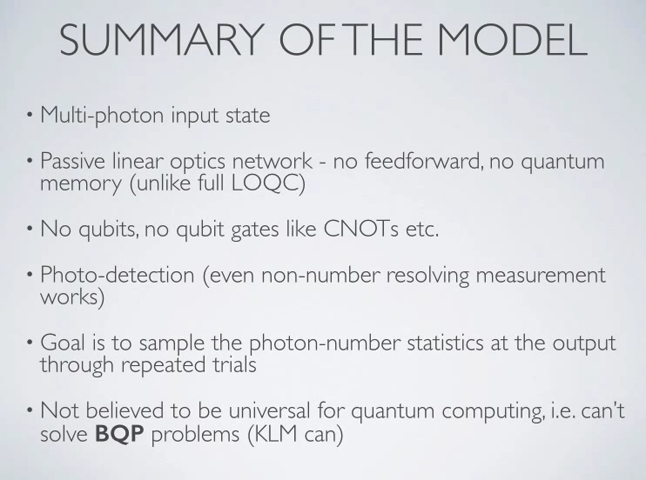 SUMMARY OF THE MODEL
• Multi-photon input state
• Passive linear optics network - no feedforward, no quantum
memory (unlike full LOQC)
• No qubits, no qubit gates like CNOTs etc.
• Photo-detection (even non-number resolving measurement
works)
• Goal is to sample the photon-number statistics at the output
through repeated trials
• Not believed to be universal for quantum computing, i.e. can't
solve BQP problems (KLM can)